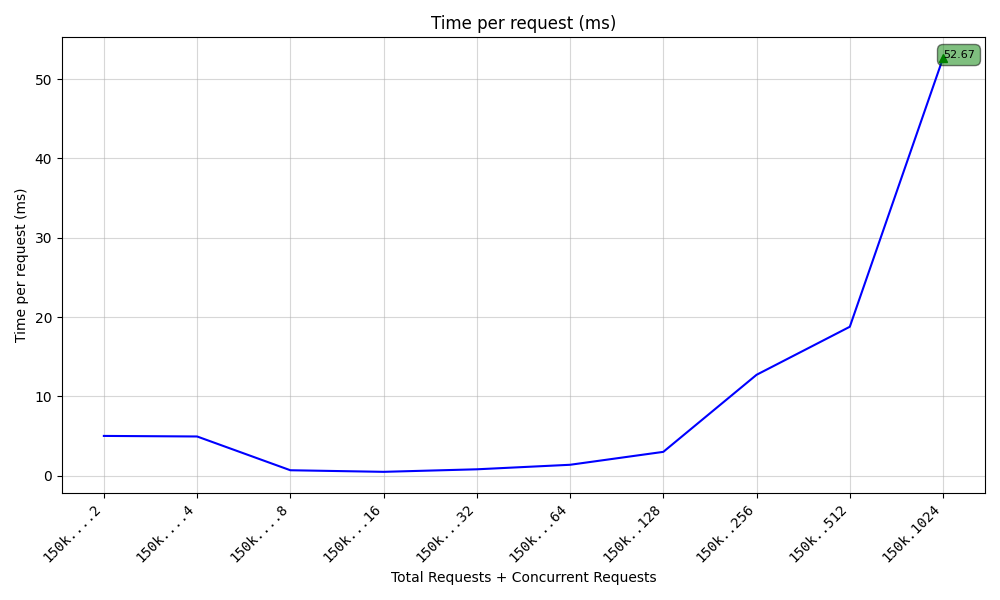 Time per request (ms)
52.67
Time per request (ms)
50
40
30
20
10
0
150k....2
150k....4
150k....8
150k...16
150k...32
150k...64
150k..128
150k..256
150k..512
150k.1024
Total Requests + Concurrent Requests